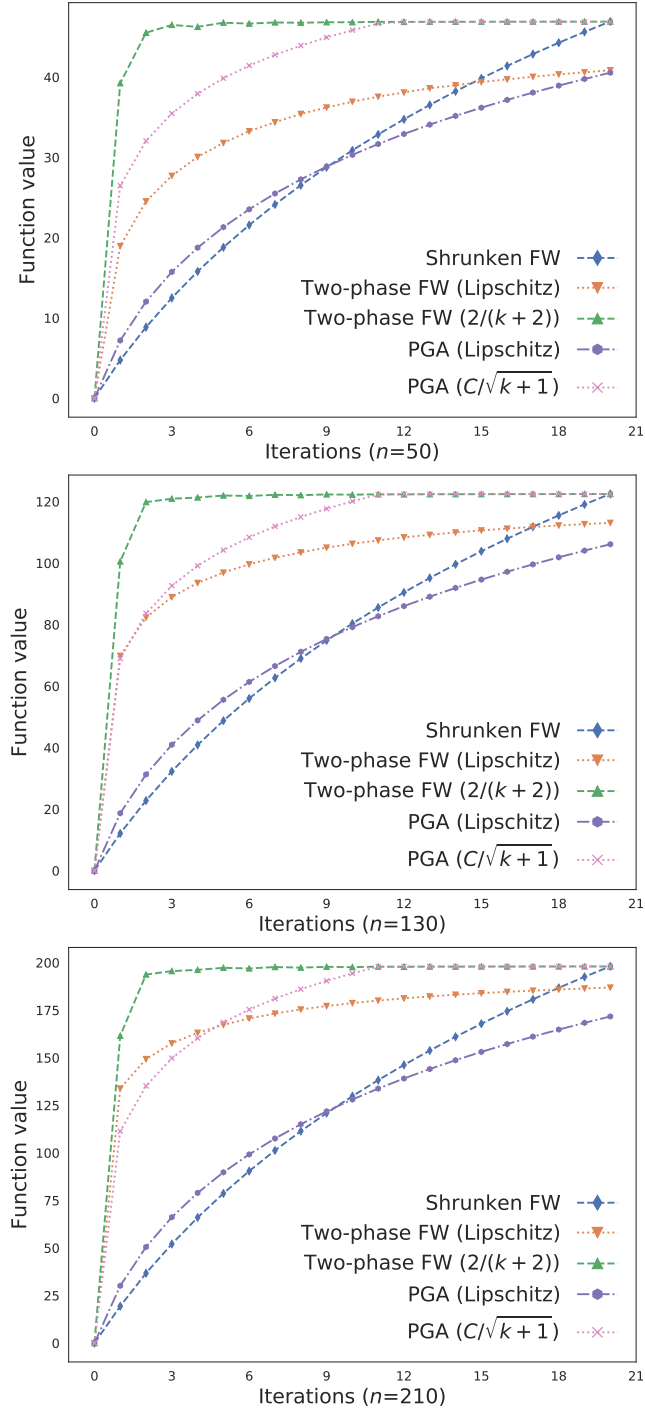 Function value
40
30
20
10
0
Shrunken FW
Two-phase FW (Lipschitz)
Two-phase FW (2/(k + 2))
PGA (Lipschitz)
PGA (C/√k + 1)
0 3 6 9 12 15 18 21
Iterations (n=50)
Function value
120
100
80
60
40
20
0
Shrunken FW
Two-phase FW (Lipschitz)
Two-phase FW (2/(k + 2))
PGA (Lipschitz)
PGA (C/√k + 1)
0 3 6 9 12 15 18 21
Iterations (n=130)
Function value
200
175
150
125
100
75
50
25
0
Shrunken FW
Two-phase FW (Lipschitz)
Two-phase FW (2/(k + 2))
PGA (Lipschitz)
PGA (C/√k + 1)
0 3 6 9 12 15 18 21
Iterations (n=210)